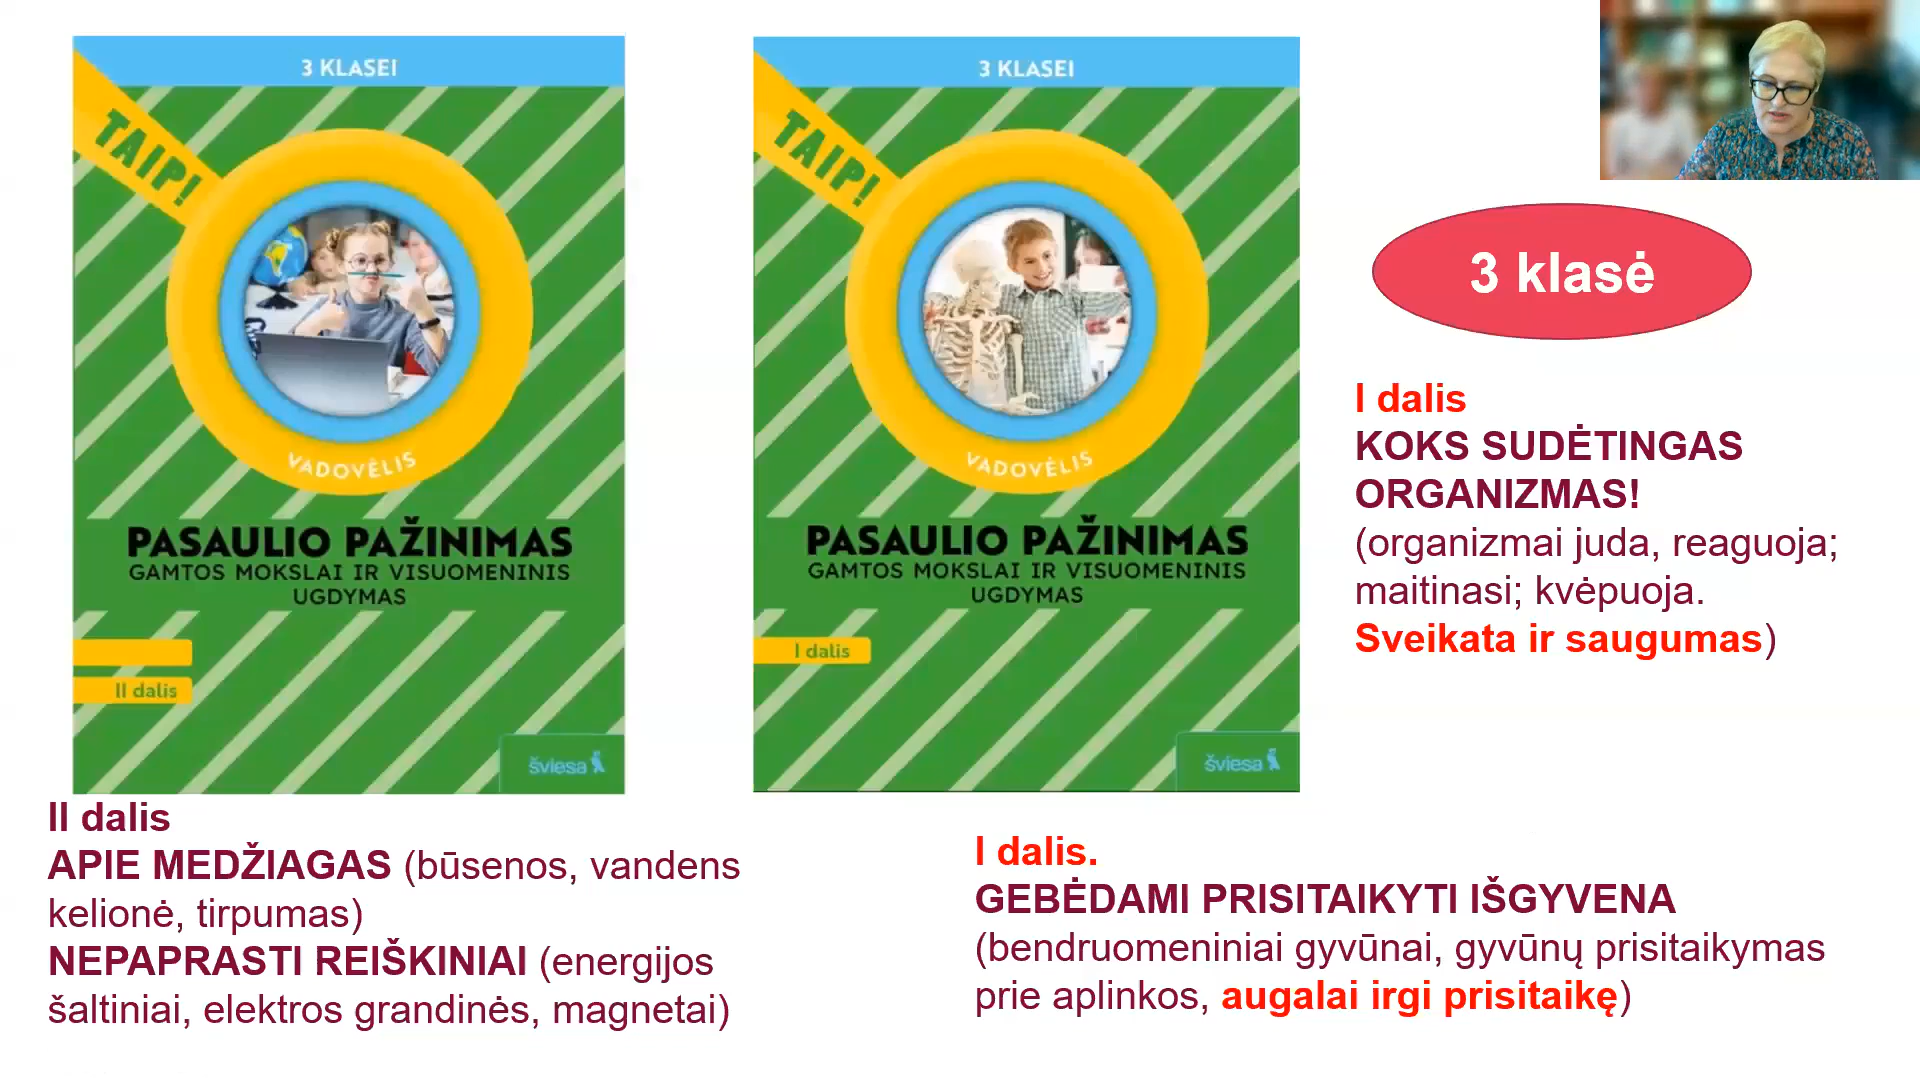 3 KLASEI
TAIP!
VADOVĖLIS
PASAULIO PAŽINIMAS
GAMTOS MOKSLAI IR VISUOMENINIS
UGDYMAS
II dalis
šviesa
3 KLASEI
TAIP!
VADOVĖLIS
PASAULIO PAŽINIMAS
GAMTOS MOKSLAI IR VISUOMENINIS
UGDYMAS
I dalis
šviesa
3 klasė
I dalis
KOKS SUDĖTINGAS
ORGANIZMAS!
(organizmai juda, reaguoja;
maitinasi; kvėpuoja.
Sveikata ir saugumas)
II dalis
APIE MEDŽIAGAS (būsenos, vandens
kelionė, tirpumas)
NEPAPRASTI REIŠKINIAI (energijos
šaltiniai, elektros grandinės, magnetai)
I dalis.
GEBĖDAMI PRISITAIKYTI IŠGYVENA
(bendruomeniniai gyvūnai, gyvūnų prisitaikymas
prie aplinkos, augalai irgi prisitaikę)